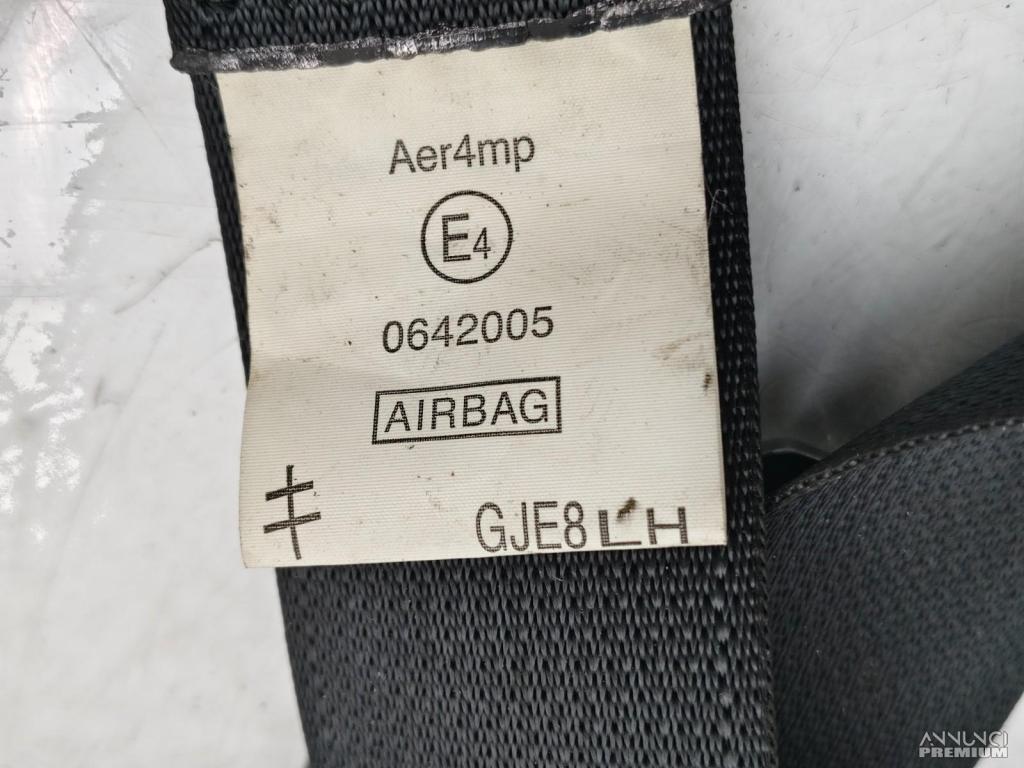 Aer4mp
E4
0642005
AIRBAG
GJE8 LH
ANNUNCI
PREMIUM